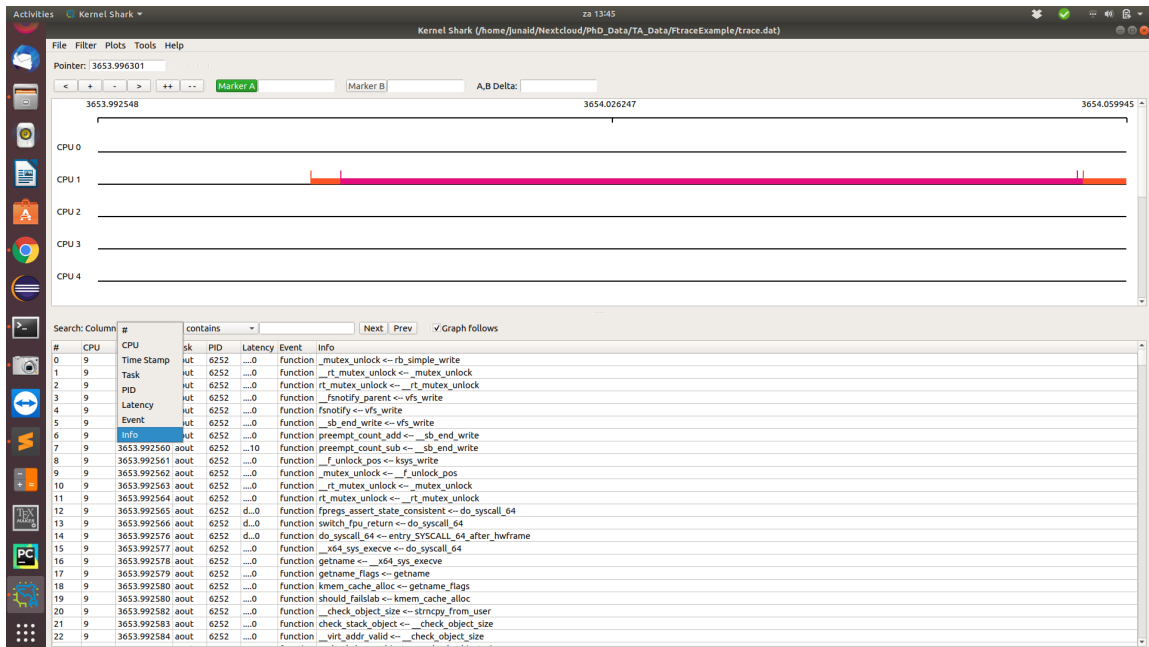 Activities Kernel Shark za 13:45
Kernel Shark (/home/junaid/Nextcloud/PhD_Data/TA_Data/FtraceExample/trace.dat)
File Filter Plots Tools Help
Pointer: 3653.996301
< + - > ++ -- Marker A Marker B A,B Delta:
3653.992548 3654.026247 3654.059945
CPU 0
CPU 1
CPU 2
CPU 3
CPU 4
Search: Column contains Next Prev Graph follows
#
CPU
Time Stamp
Task
PID
Latency
Event
Info
# CPU sk PID Latency Event Info
0 9 out 6252 ....0 function _mutex_unlock <-- rb_simple_write
1 9 out 6252 ....0 function __rt_mutex_unlock <-- _mutex_unlock
2 9 out 6252 ....0 function rt_mutex_unlock <-- __rt_mutex_unlock
3 9 out 6252 ....0 function __fsnotify_parent <-- vfs_write
4 9 out 6252 ....0 function fsnotify <-- vfs_write
5 9 out 6252 ....0 function __sb_end_write <-- vfs_write
6 9 out 6252 ....0 function preempt_count_add <-- __sb_end_write
7 9 3653.992560 aout 6252 ...10 function preempt_count_sub <-- __sb_end_write
8 9 3653.992561 aout 6252 ....0 function __f_unlock_pos <-- ksys_write
9 9 3653.992562 aout 6252 ....0 function _mutex_unlock <-- __f_unlock_pos
10 9 3653.992563 aout 6252 ....0 function __rt_mutex_unlock <-- _mutex_unlock
11 9 3653.992564 aout 6252 ....0 function rt_mutex_unlock <-- __rt_mutex_unlock
12 9 3653.992565 aout 6252 d...0 function fpregs_assert_state_consistent <-- do_syscall_64
13 9 3653.992566 aout 6252 d...0 function switch_fpu_return <-- do_syscall_64
14 9 3653.992576 aout 6252 d...0 function do_syscall_64 <-- entry_SYSCALL_64_after_hwframe
15 9 3653.992577 aout 6252 ....0 function __x64_sys_execve <-- do_syscall_64
16 9 3653.992578 aout 6252 ....0 function getname <-- __x64_sys_execve
17 9 3653.992579 aout 6252 ....0 function getname_flags <-- getname
18 9 3653.992580 aout 6252 ....0 function kmem_cache_alloc <-- getname_flags
19 9 3653.992580 aout 6252 ....0 function should_failslab <-- kmem_cache_alloc
20 9 3653.992582 aout 6252 ....0 function __check_object_size <-- strncpy_from_user
21 9 3653.992583 aout 6252 ....0 function check_stack_object <-- __check_object_size
22 9 3653.992584 aout 6252 ....0 function __virt_addr_valid <-- __check_object_size